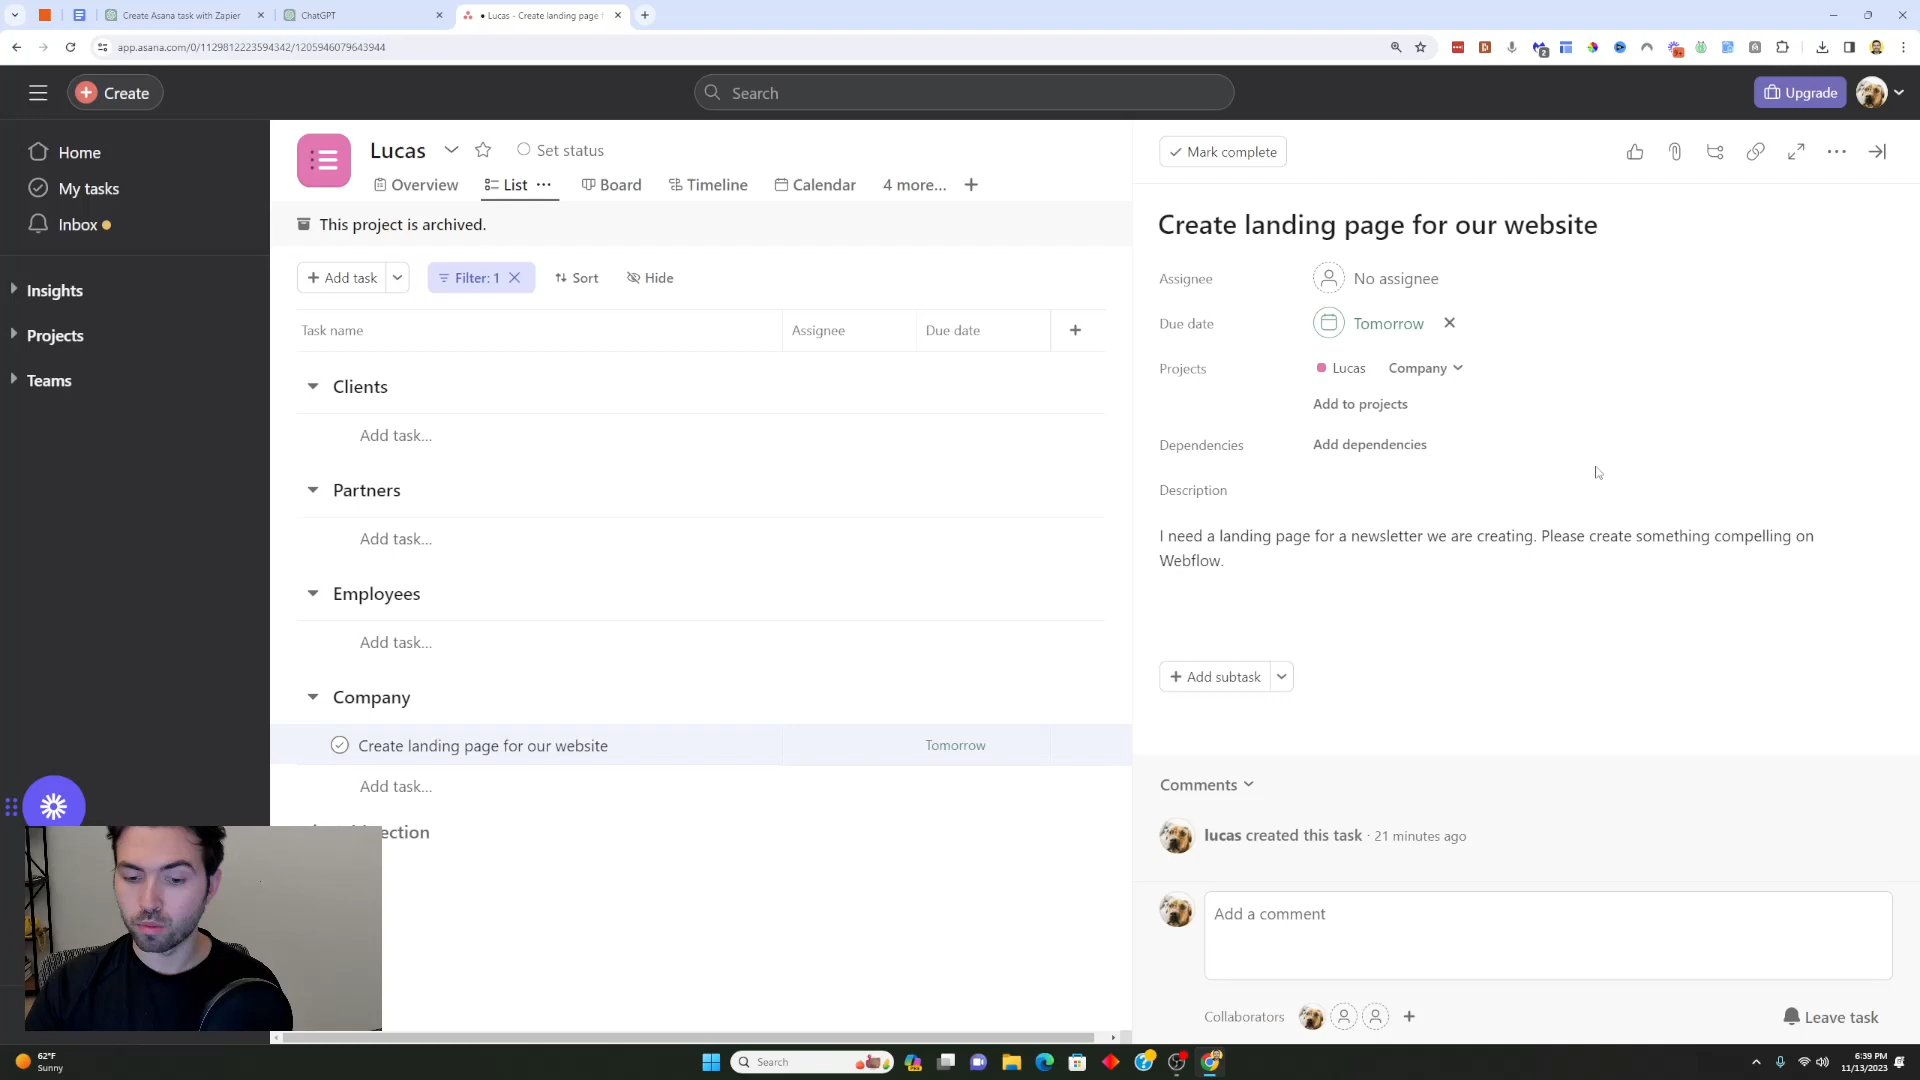 Create Asana task with Zapier
ChatGPT
• Lucas - Create landing page f
app.asana.com/0/1129812223594342/1205946079643944
Create
Search
Upgrade
Home
My tasks
Inbox
Insights
Projects
Teams
Lucas
Set status
Overview
List
Board
Timeline
Calendar
4 more...
This project is archived.
Add task
Filter: 1
Sort
Hide
Task name
Assignee
Due date
Clients
Add task...
Partners
Add task...
Employees
Add task...
Company
Create landing page for our website
Tomorrow
Add task...
ection
Mark complete
Create landing page for our website
Assignee
No assignee
Due date
Tomorrow
Projects
Lucas
Company
Add to projects
Dependencies
Add dependencies
Description
I need a landing page for a newsletter we are creating. Please create something compelling on
Webflow.
Add subtask
Comments
lucas created this task · 21 minutes ago
Add a comment
Collaborators
Leave task
62°F
Sunny
Search
6:39 PM
11/13/2023